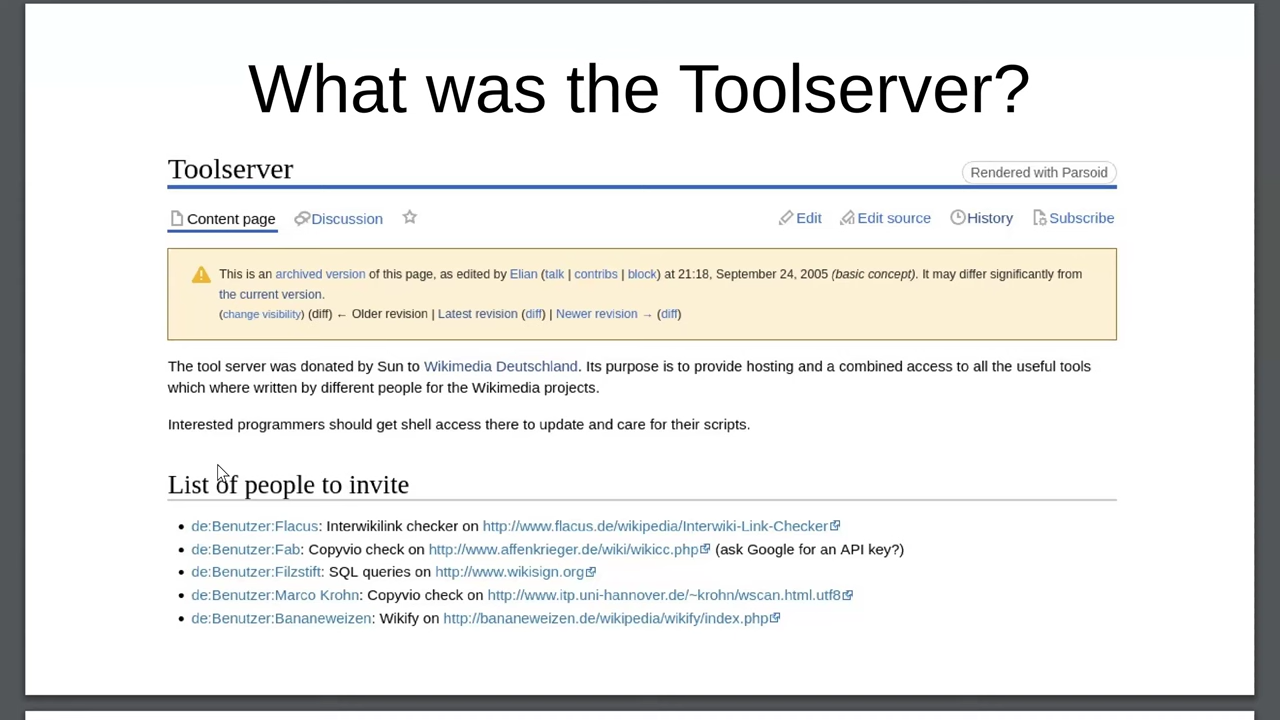 What was the Toolserver?
Toolserver
Rendered with Parsoid
Content page Discussion Edit Edit source History Subscribe
This is an archived version of this page, as edited by Elian (talk | contribs | block) at 21:18, September 24, 2005 (basic concept). It may differ significantly from
the current version.
(change visibility) (diff) ← Older revision | Latest revision (diff) | Newer revision → (diff)
The tool server was donated by Sun to Wikimedia Deutschland. Its purpose is to provide hosting and a combined access to all the useful tools
which where written by different people for the Wikimedia projects.
Interested programmers should get shell access there to update and care for their scripts.
List of people to invite
• de:Benutzer:Flacus: Interwikilink checker on http://www.flacus.de/wikipedia/Interwiki-Link-Checker
• de:Benutzer:Fab: Copyvio check on http://www.affenkrieger.de/wiki/wikicc.php (ask Google for an API key?)
• de:Benutzer:Filzstift: SQL queries on http://www.wikisign.org
• de:Benutzer:Marco Krohn: Copyvio check on http://www.itp.uni-hannover.de/~krohn/wscan.html.utf8
• de:Benutzer:Bananeweizen: Wikify on http://bananeweizen.de/wikipedia/wikify/index.php